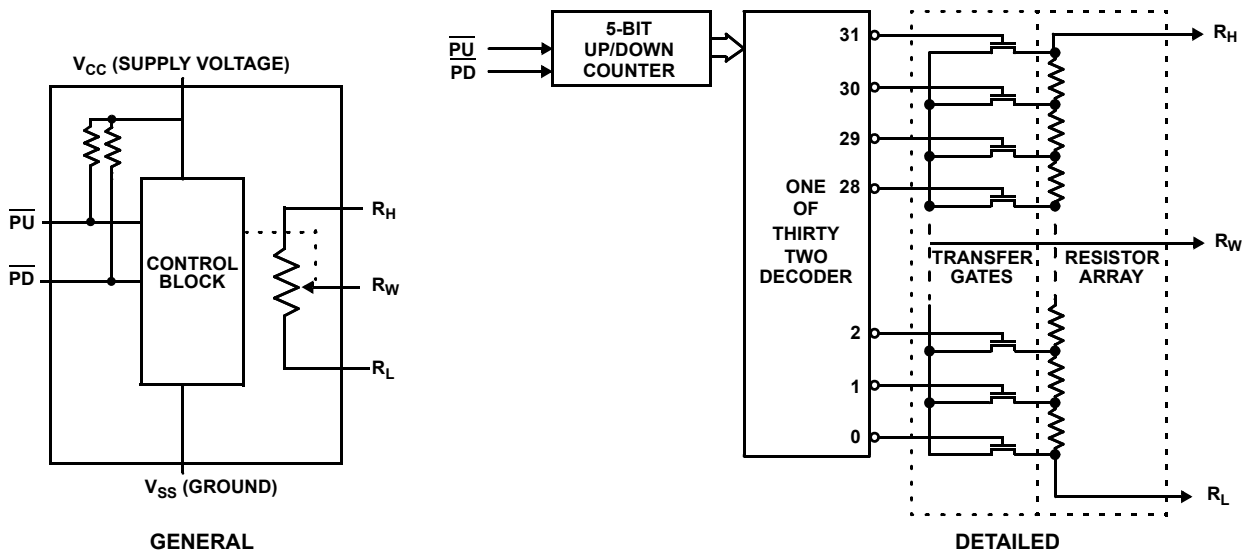 V_CC (SUPPLY VOLTAGE)
PU
PD
CONTROL
BLOCK
R_H
R_W
R_L
V_SS (GROUND)
GENERAL
PU
PD
5-BIT
UP/DOWN
COUNTER
31
30
29
28
ONE
OF
THIRTY
TWO
DECODER
2
1
0
TRANSFER
GATES
RESISTOR
ARRAY
R_H
R_W
R_L
DETAILED